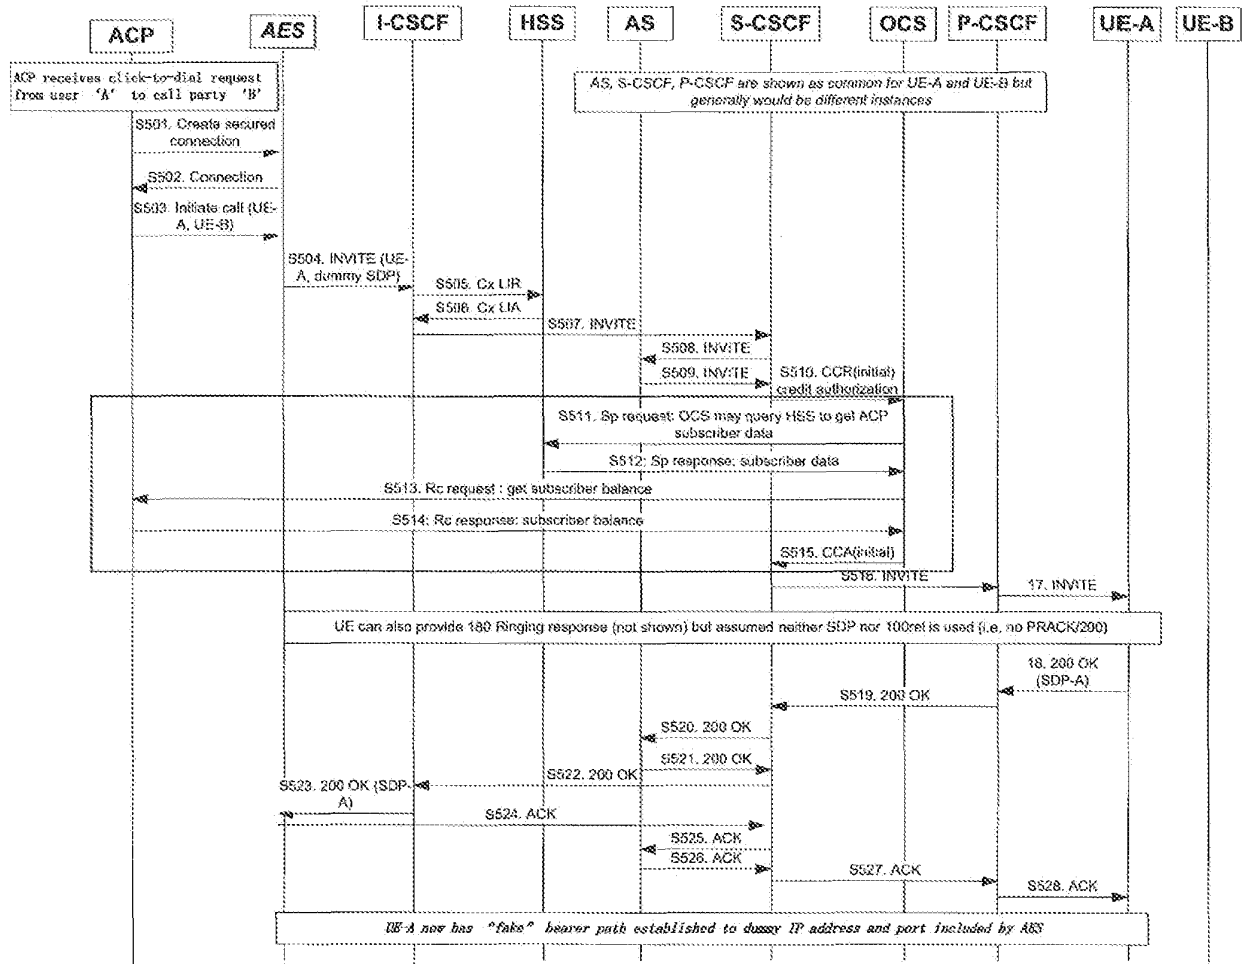 ACP AES I-CSCF HSS AS S-CSCF OCS P-CSCF UE-A UE-B
ACP receives click-to-dial request
from user 'A' to call party 'B'
AS, S-CSCF, P-CSCF are shown as common for UE-A and UE-B but
generally would be different instances
S501. Create secured
connection
S502. Connection
S503. Initiate call (UE-
A, UE-B)
S504. INVITE (UE-
A, dummy SDP)
S505. Cx LIR
S506. Cx LIA
S507. INVITE
S508. INVITE
S509. INVITE
S510. CCR(initial)
credit authorization
S511. Sp request: OCS may query HSS to get ACP
subscriber data
S512: Sp response: subscriber data
S513. Rc request : get subscriber balance
S514: Rc response: subscriber balance
S515. CCA(initial)
S516. INVITE
17. INVITE
UE can also provide 180 Ringing response (not shown) but assumed neither SDP nor 100rel is used (i.e. no PRACK/200)
18. 200 OK
(SDP-A)
S519. 200 OK
S520. 200 OK
S521. 200 OK
S522. 200 OK
S523. 200 OK (SDP-
A)
S524. ACK
S525. ACK
S526. ACK
S527. ACK
S528. ACK
UE-A now has "fake" bearer path established to dummy IP address and port included by AES